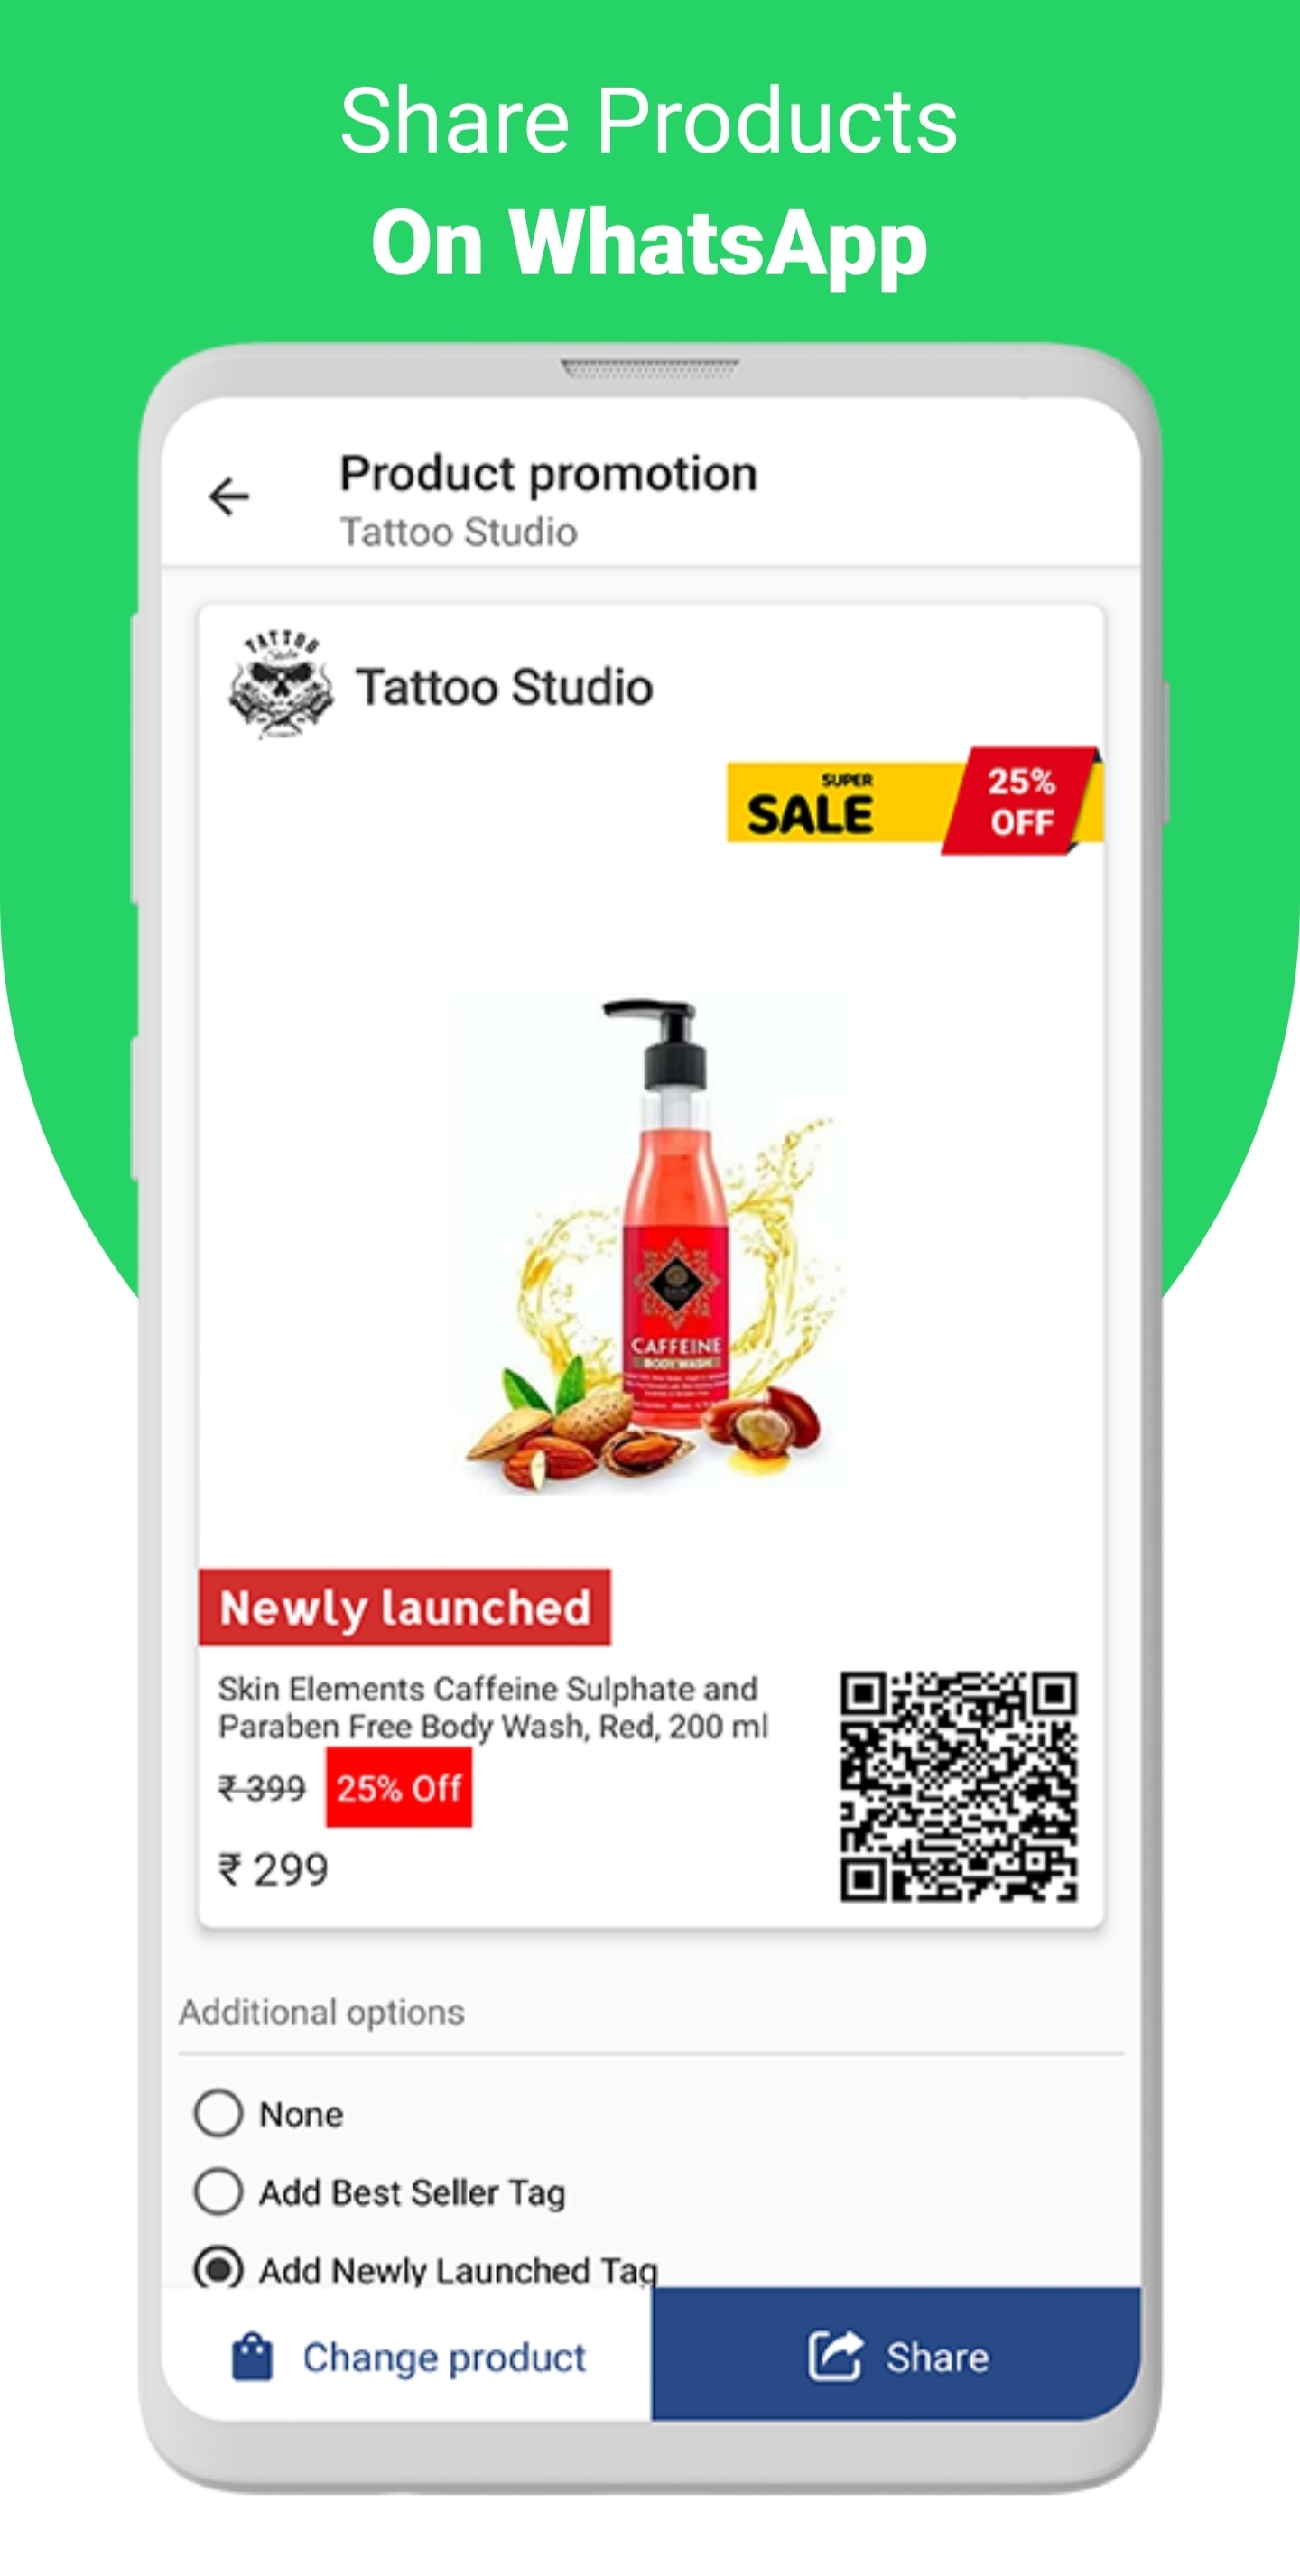 Share Products
On WhatsApp
Product promotion
Tattoo Studio
TATTOO
Studio
Tattoo Studio
SUPER
SALE
25%
OFF
CAFFEINE
BODY WASH
Newly launched
Skin Elements Caffeine Sulphate and
Paraben Free Body Wash, Red, 200 ml
₹ 399 25% Off
₹ 299
Additional options
None
Add Best Seller Tag
Add Newly Launched Tag
Change product
Share